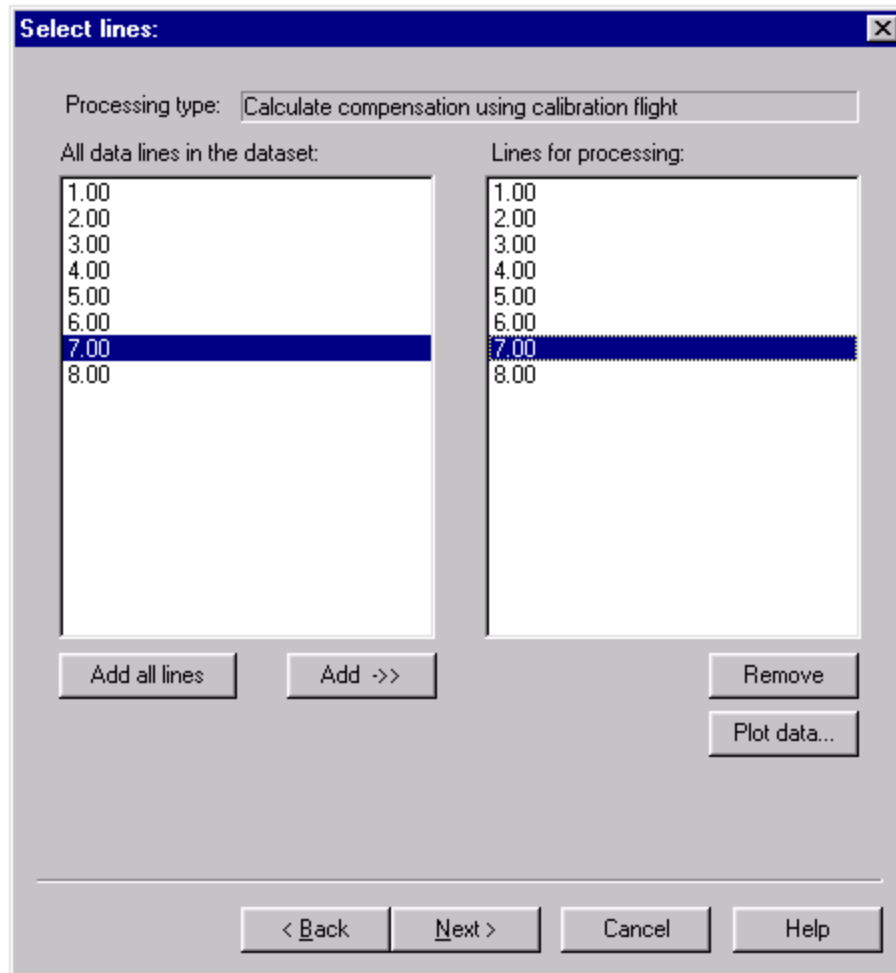 Select lines:
Processing type: Calculate compensation using calibration flight
All data lines in the dataset:
1.00
2.00
3.00
4.00
5.00
6.00
7.00
8.00
Lines for processing:
1.00
2.00
3.00
4.00
5.00
6.00
7.00
8.00
Add all lines
Add ->>
Remove
Plot data...
< Back
Next >
Cancel
Help